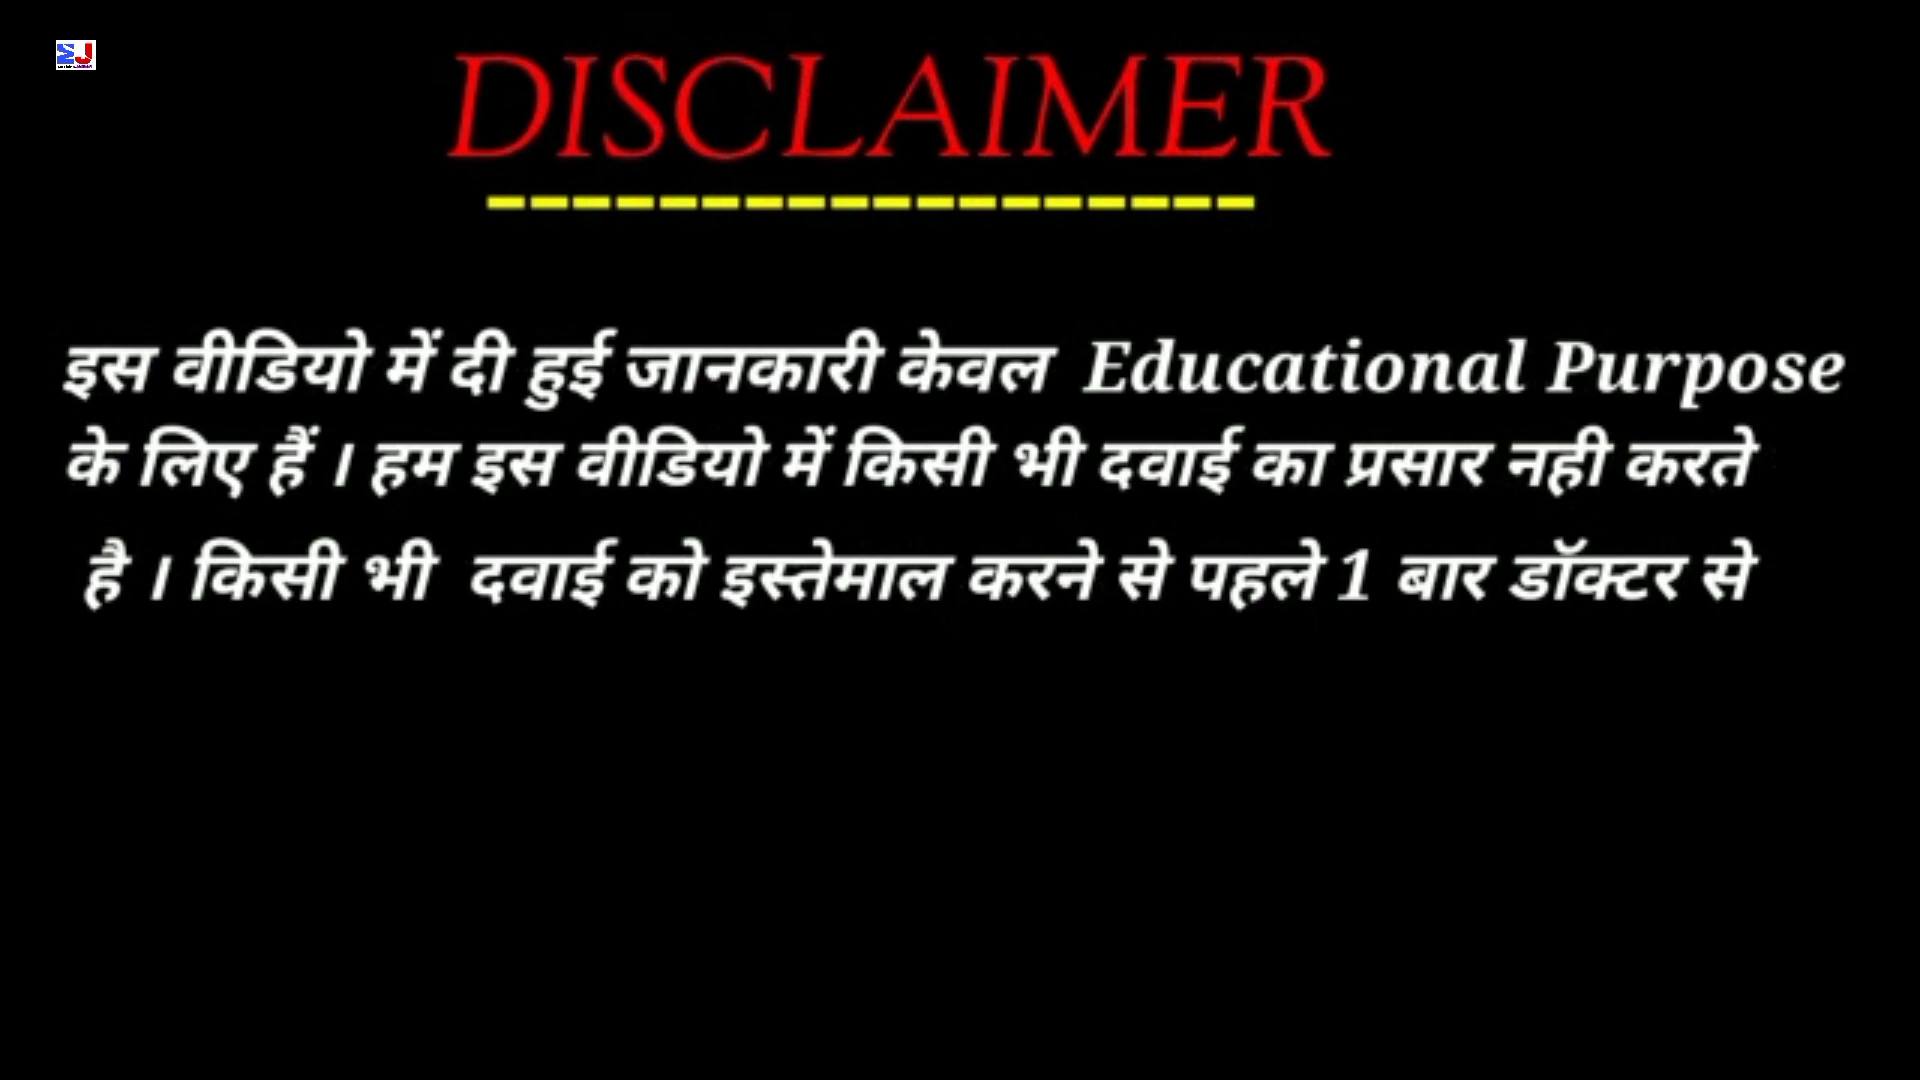 DISCLAIMER
------------------
इस वीडियो में दी हुई जानकारी केवल Educational Purpose
के लिए हैं । हम इस वीडियो में किसी भी दवाई का प्रसार नही करते
है । किसी भी दवाई को इस्तेमाल करने से पहले 1 बार डॉक्टर से